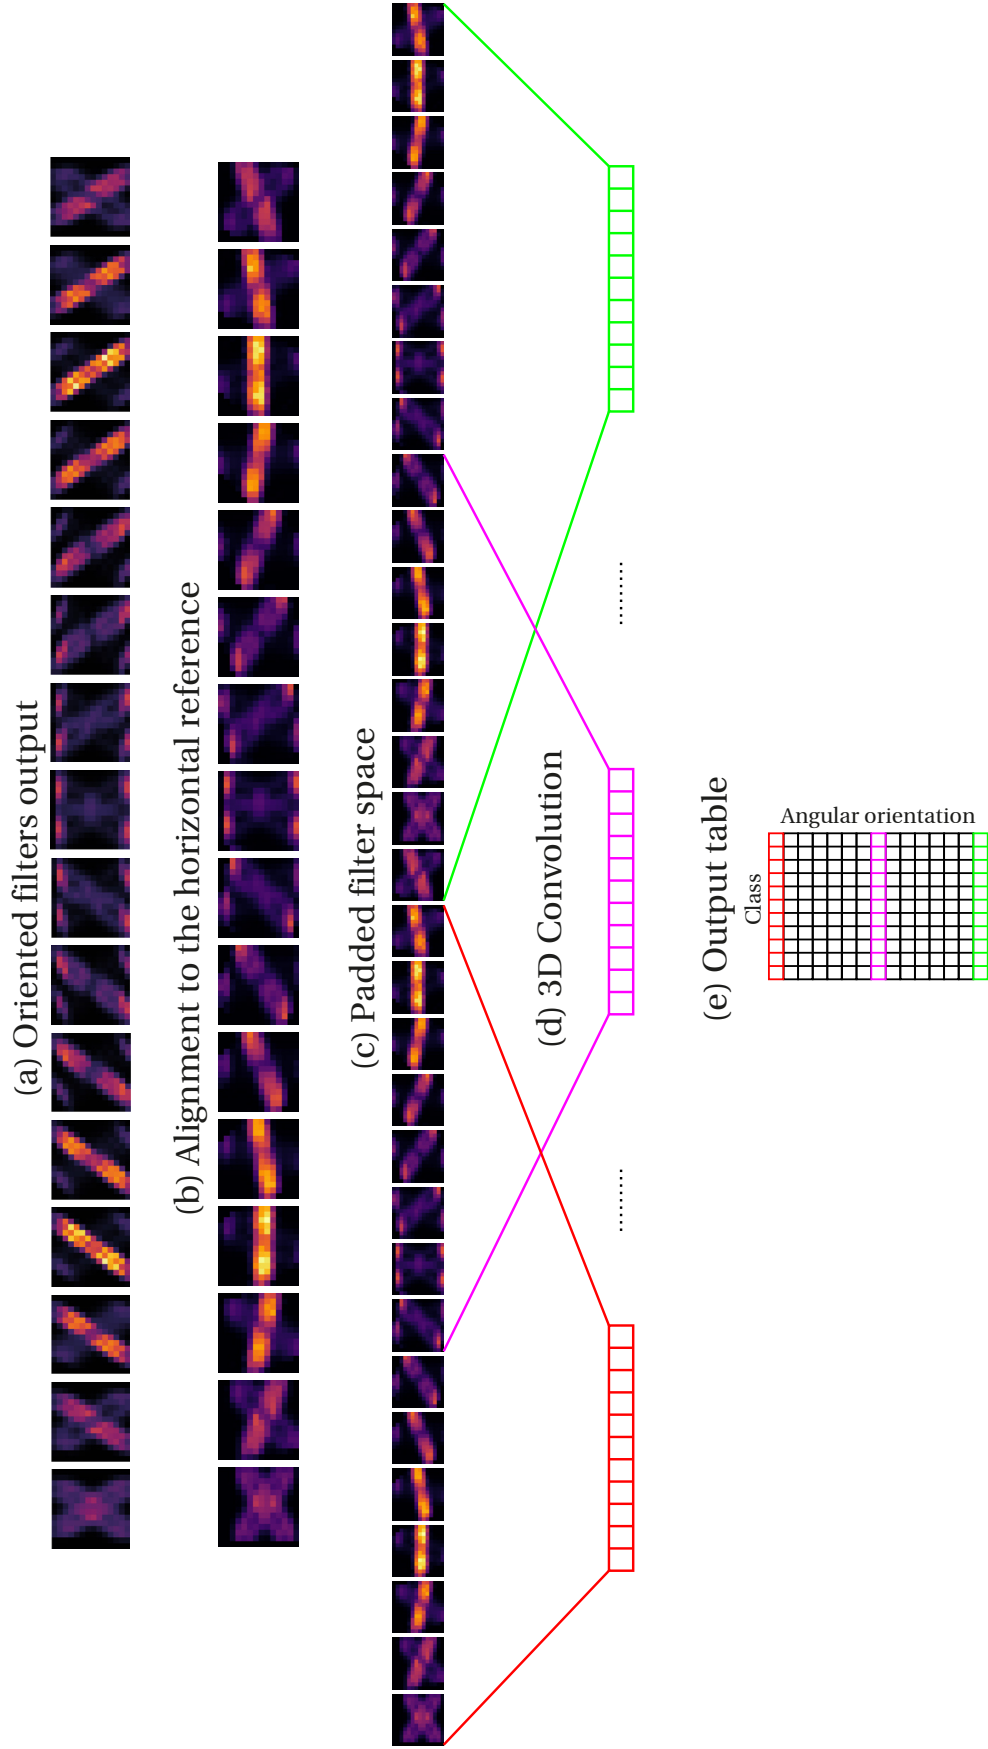 (a) Oriented filters output
(b) Alignment to the horizontal reference
(c) Padded filter space
(d) 3D Convolution
(e) Output table
Class
Angular orientation